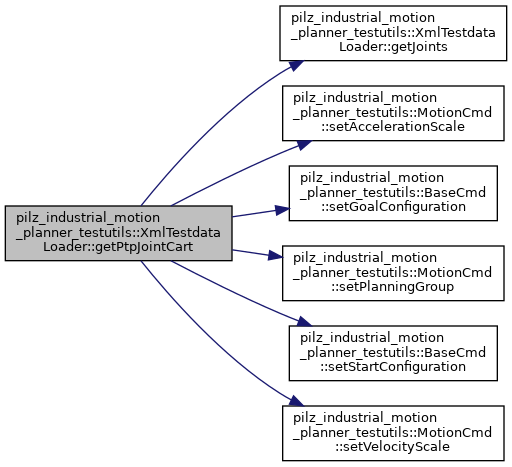 pilz_industrial_motion
_planner_testutils::XmlTestdata
Loader::getPtpJointCart
pilz_industrial_motion
_planner_testutils::XmlTestdata
Loader::getJoints
pilz_industrial_motion
_planner_testutils::MotionCmd
::setAccelerationScale
pilz_industrial_motion
_planner_testutils::BaseCmd
::setGoalConfiguration
pilz_industrial_motion
_planner_testutils::MotionCmd
::setPlanningGroup
pilz_industrial_motion
_planner_testutils::BaseCmd
::setStartConfiguration
pilz_industrial_motion
_planner_testutils::MotionCmd
::setVelocityScale